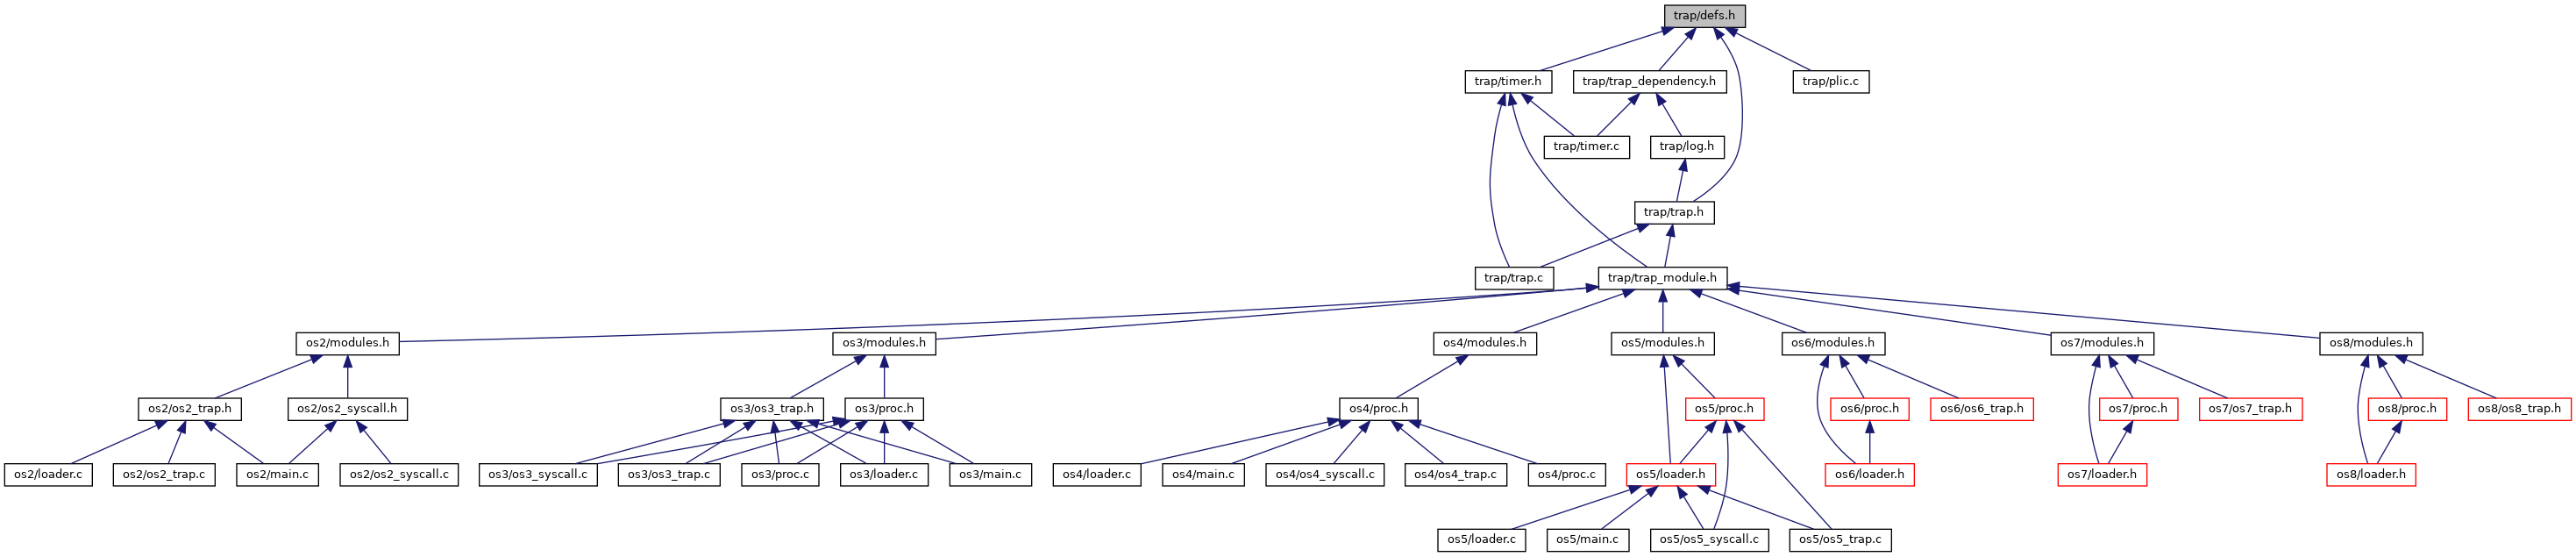 trap/defs.h
trap/timer.h
trap/trap_dependency.h
trap/plic.c
trap/timer.c
trap/log.h
trap/trap.h
trap/trap.c
trap/trap_module.h
os2/modules.h
os3/modules.h
os4/modules.h
os5/modules.h
os6/modules.h
os7/modules.h
os8/modules.h
os2/os2_trap.h
os2/os2_syscall.h
os3/os3_trap.h
os3/proc.h
os4/proc.h
os5/proc.h
os6/proc.h
os6/os6_trap.h
os7/proc.h
os7/os7_trap.h
os8/proc.h
os8/os8_trap.h
os2/loader.c
os2/os2_trap.c
os2/main.c
os2/os2_syscall.c
os3/os3_syscall.c
os3/os3_trap.c
os3/proc.c
os3/loader.c
os3/main.c
os4/loader.c
os4/main.c
os4/os4_syscall.c
os4/os4_trap.c
os4/proc.c
os5/loader.h
os6/loader.h
os7/loader.h
os8/loader.h
os5/loader.c
os5/main.c
os5/os5_syscall.c
os5/os5_trap.c